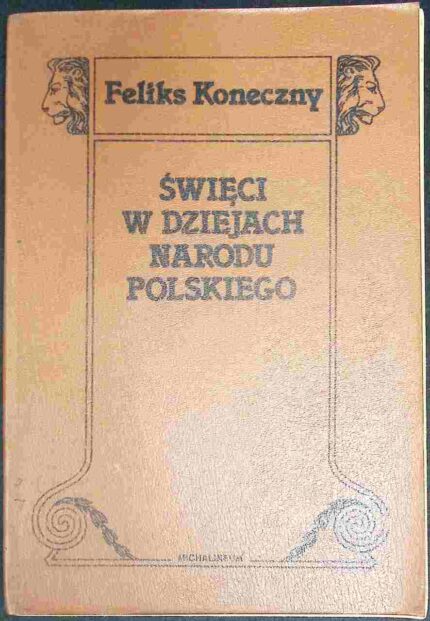 Feliks Koneczny
ŚWIĘCI
W DZIEJACH
NARODU
POLSKIEGO
MICHALINEUM